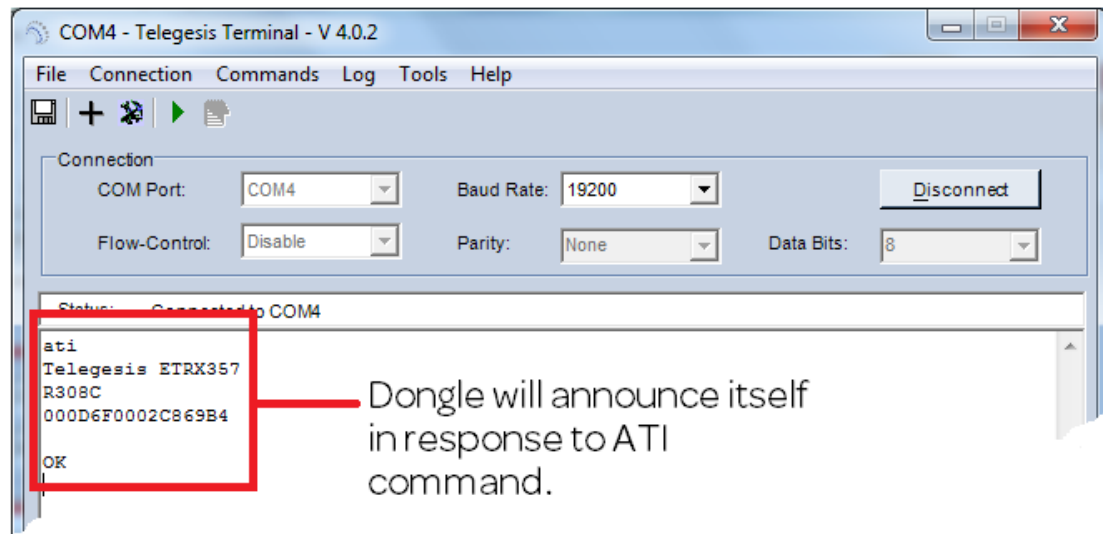 COM4 - Telegesis Terminal - V 4.0.2
File Connection Commands Log Tools Help
Connection
COM Port: COM4 Baud Rate: 19200 Disconnect
Flow-Control: Disable Parity: None Data Bits: 8
Status: Connected to COM4
ati
Telegesis ETRX357
R308C
000D6F0002C869B4
OK
Dongle will announce itself
in response to ATI
command.